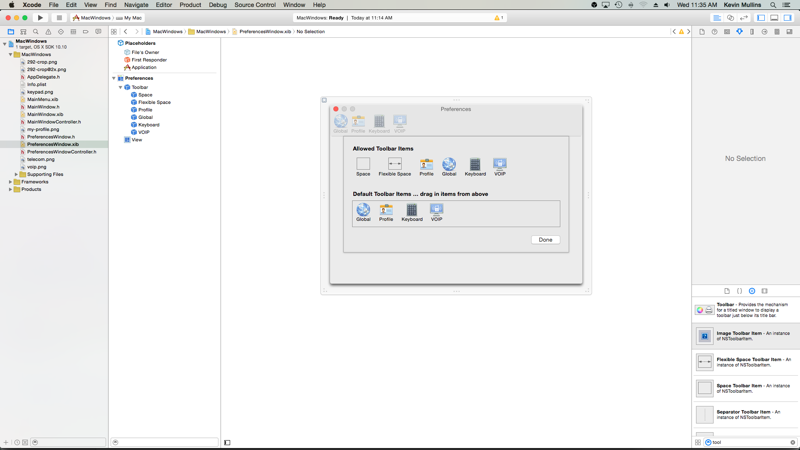 Xcode File Edit View Find Navigate Editor Product Debug Source Control Window Help
Wed 11:35 AM Kevin Mullins
MacWindows My Mac
MacWindows: Ready | Today at 11:14 AM
1
MacWindows
1 target, OS X SDK 10.10
MacWindows
292-crop.png
292-crop@2x.png
AppDelegate.h
Info.plist
keypad.png
MainMenu.xib
MainWindow.h
MainWindow.xib
MainWindowController.h
my-profile.png
PreferencesWindow.h
PreferencesWindow.xib
PreferencesWindowController.h
telecom.png
voip.png
Supporting Files
Frameworks
Products
MacWindows MacWindows PreferencesWindow.xib No Selection
Placeholders
File's Owner
First Responder
Application
Preferences
Toolbar
Space
Flexible Space
Profile
Global
Keyboard
VOIP
View
Preferences
Global Profile Keyboard VOIP
Allowed Toolbar Items
Space Flexible Space Profile Global Keyboard VOIP
Default Toolbar Items ... drag in items from above
Global Profile Keyboard VOIP
Done
No Selection
Toolbar - Provides the mechanism
for a titled window to display a
toolbar just below its title bar.
Image Toolbar Item - An
instance of NSToolbarItem.
Flexible Space Toolbar Item - An
instance of NSToolbarItem.
Space Toolbar Item - An
instance of NSToolbarItem.
Separator Toolbar Item - An
instance of NSToolbarItem.
tool